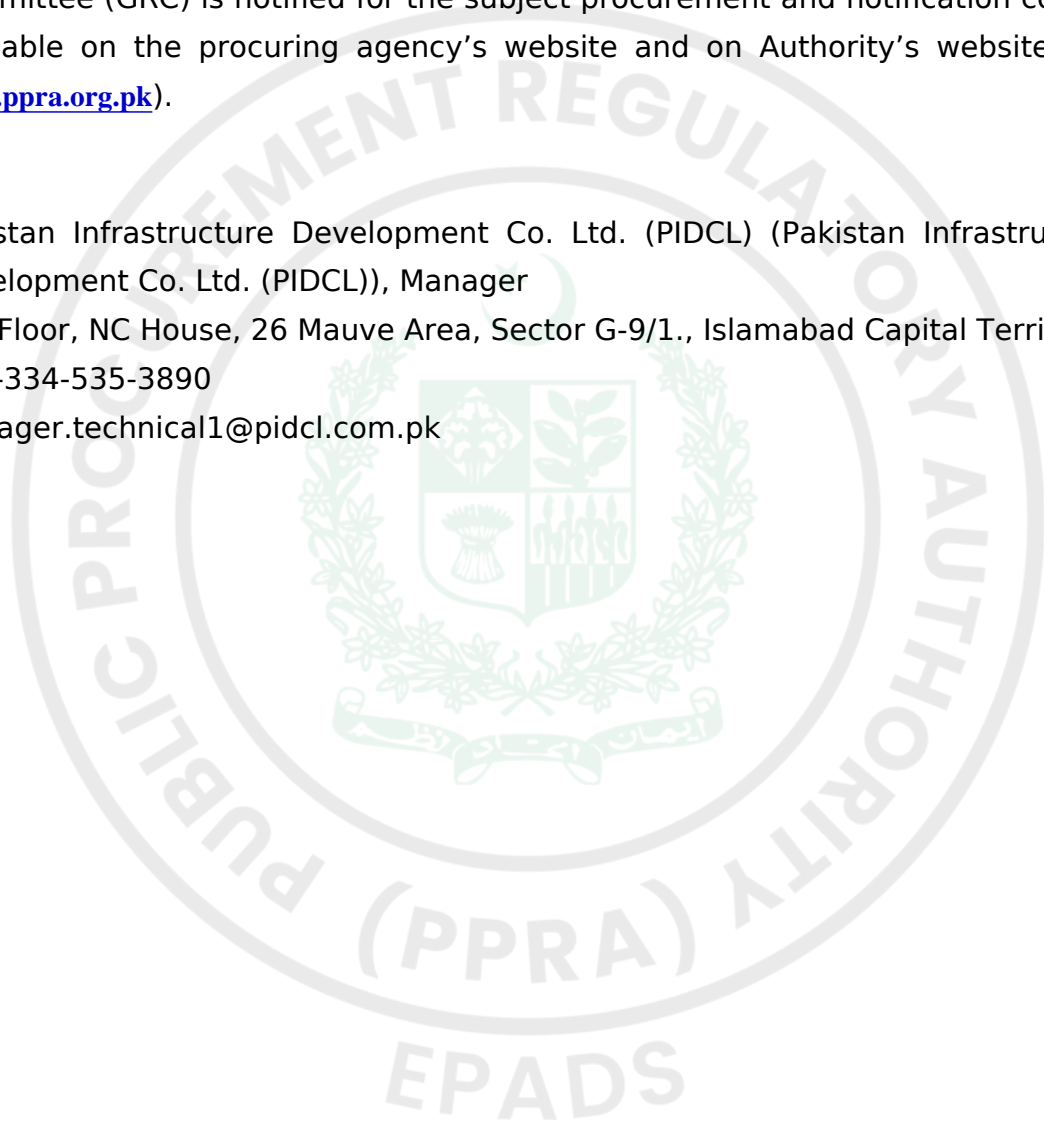 mmittee (GRC) is notified for the subject procurement and notification co
able on the procuring agency’s website and on Authority’s website
.ppra.org.pk).
stan Infrastructure Development Co. Ltd. (PIDCL) (Pakistan Infrastru
elopment Co. Ltd. (PIDCL)), Manager
Floor, NC House, 26 Mauve Area, Sector G-9/1., Islamabad Capital Terri
-334-535-3890
ager.technical1@pidcl.com.pk
PUBLIC PROCUREMENT REGULATORY AUTHORITY
(PPRA)
EPADS